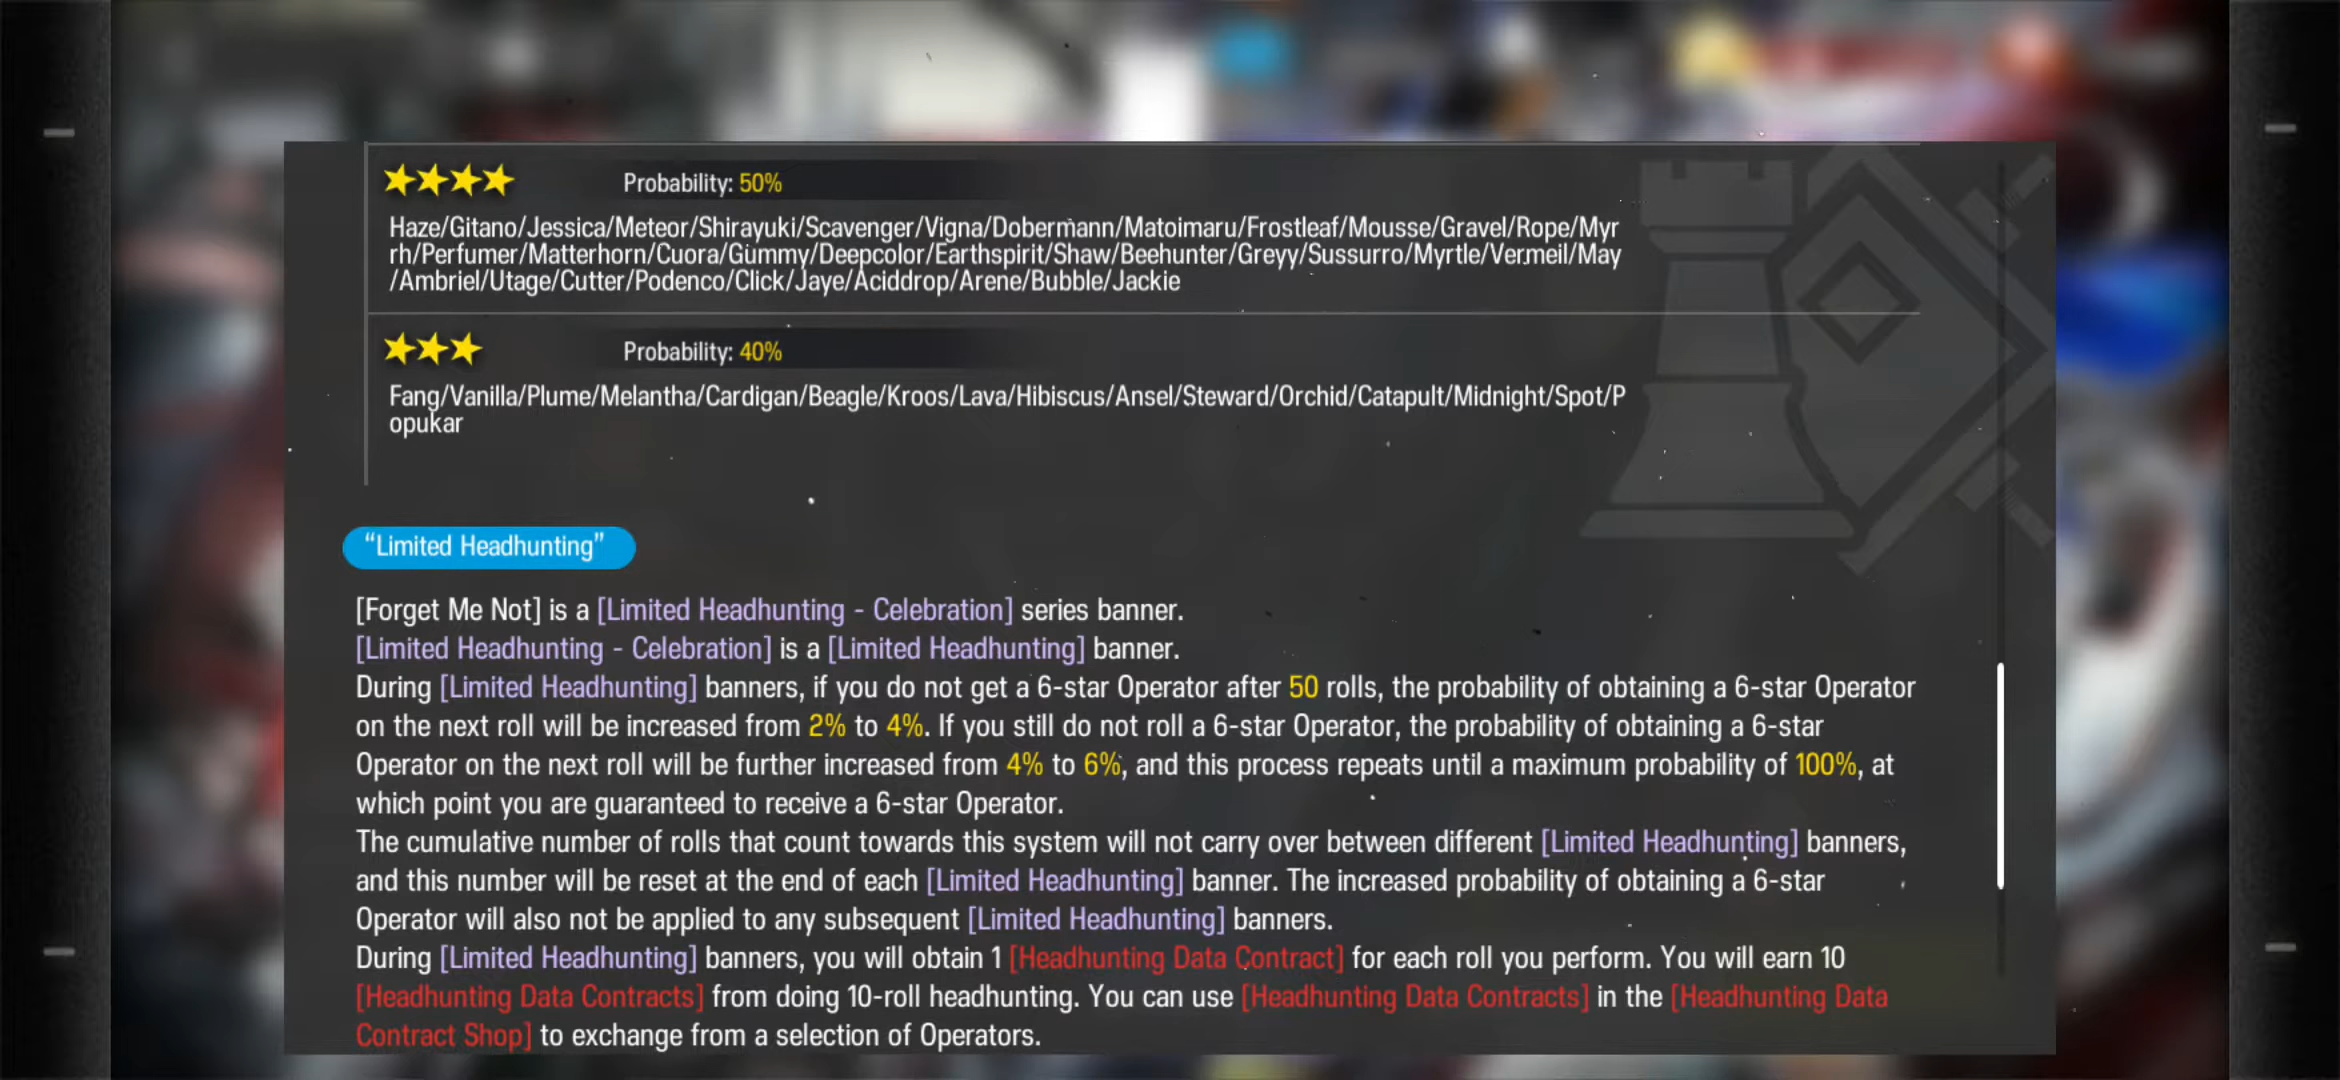 Probability: 50%
Haze/Gitano/Jessica/Meteor/Shirayuki/Scavenger/Vigna/Dobermann/Matoimaru/Frostleaf/Mousse/Gravel/Rope/Myr
rh/Perfumer/Matterhorn/Cuora/Gummy/Deepcolor/Earthspirit/Shaw/Beehunter/Greyy/Sussurro/Myrtle/Vermeil/May
/Ambriel/Utage/Cutter/Podenco/Click/Jaye/Aciddrop/Arene/Bubble/Jackie
Probability: 40%
Fang/Vanilla/Plume/Melantha/Cardigan/Beagle/Kroos/Lava/Hibiscus/Ansel/Steward/Orchid/Catapult/Midnight/Spot/P
opukar
“Limited Headhunting”
[Forget Me Not] is a [Limited Headhunting - Celebration] series banner.
[Limited Headhunting - Celebration] is a [Limited Headhunting] banner.
During [Limited Headhunting] banners, if you do not get a 6-star Operator after 50 rolls, the probability of obtaining a 6-star Operator
on the next roll will be increased from 2% to 4%. If you still do not roll a 6-star Operator, the probability of obtaining a 6-star
Operator on the next roll will be further increased from 4% to 6%, and this process repeats until a maximum probability of 100%, at
which point you are guaranteed to receive a 6-star Operator.
The cumulative number of rolls that count towards this system will not carry over between different [Limited Headhunting] banners,
and this number will be reset at the end of each [Limited Headhunting] banner. The increased probability of obtaining a 6-star
Operator will also not be applied to any subsequent [Limited Headhunting] banners.
During [Limited Headhunting] banners, you will obtain 1 [Headhunting Data Contract] for each roll you perform. You will earn 10
[Headhunting Data Contracts] from doing 10-roll headhunting. You can use [Headhunting Data Contracts] in the [Headhunting Data
Contract Shop] to exchange from a selection of Operators.